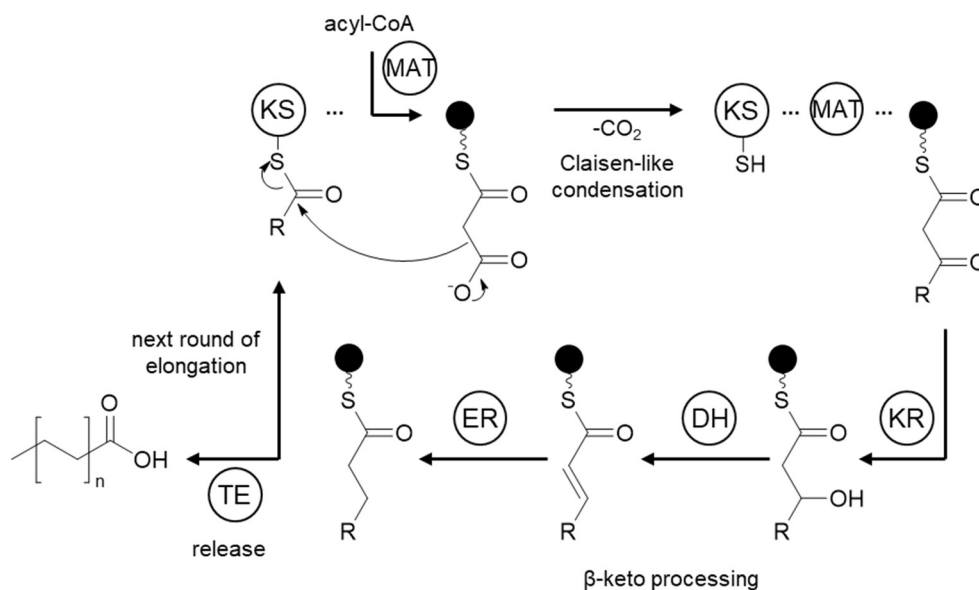 acyl-CoA
MAT
KS
...
S
O
R
S
O
O
-O
-CO2
Claisen-like
condensation
KS
...
MAT
...
SH
S
O
O
R
KR
S
O
OH
R
DH
S
O
R
ER
S
O
R
β-keto processing
next round of
elongation
TE
release
O
OH
n